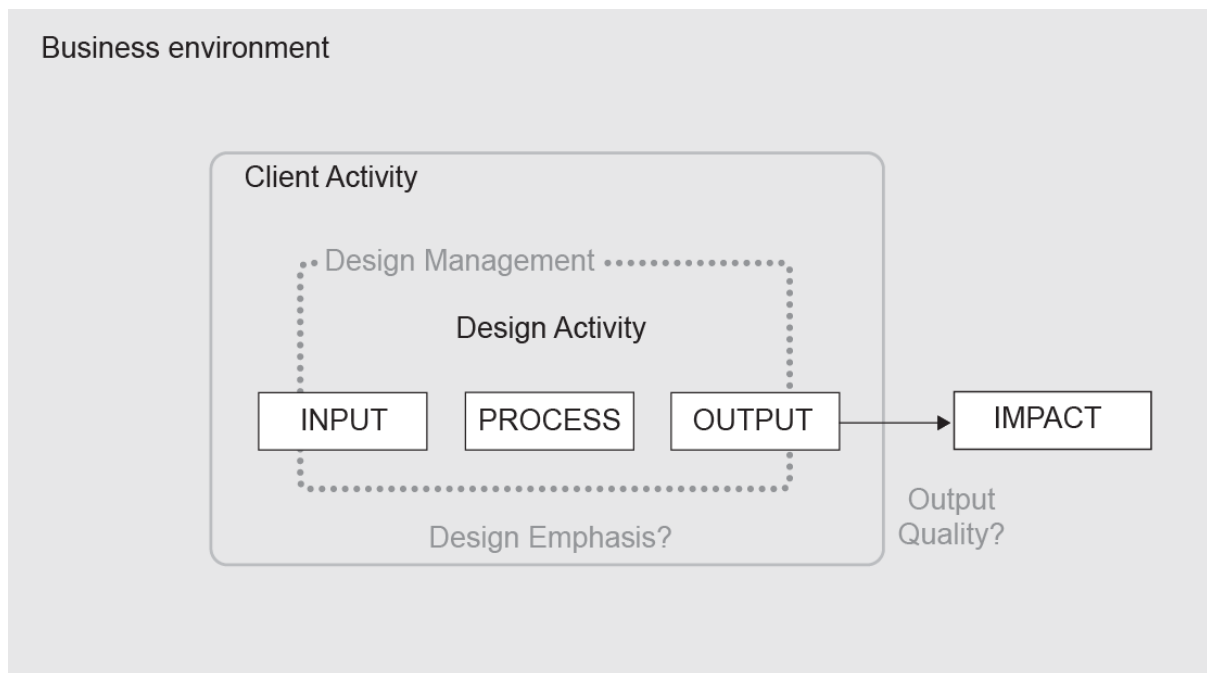 Business environment
Client Activity
Design Management
Design Activity
INPUT
PROCESS
OUTPUT
IMPACT
Design Emphasis?
Output
Quality?